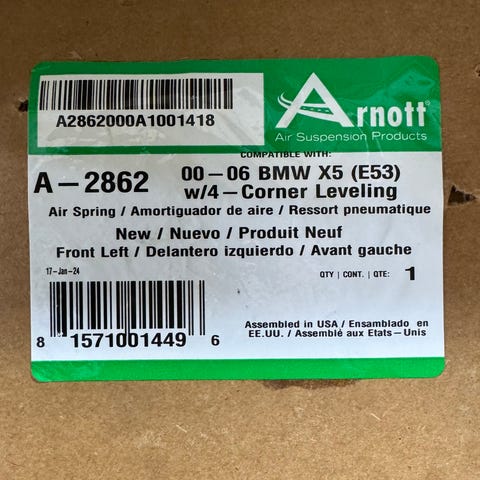 A2862000A1001418
Arnott®
Air Suspension Products
COMPATIBLE WITH:
A-2862
00-06 BMW X5 (E53)
w/4-Corner Leveling
Air Spring / Amortiguador de aire / Ressort pneumatique
New / Nuevo / Produit Neuf
Front Left / Delantero izquierdo / Avant gauche
17-Jan-24
QTY | CONT. | QTE: 1
8 1571001449 6
Assembled in USA / Ensamblado en
EE.UU. / Assemblé aux Etats-Unis